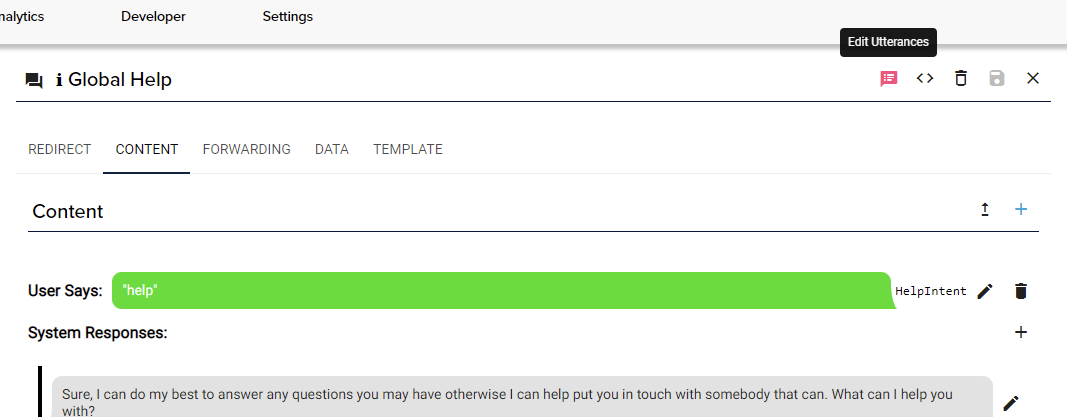 nalytics Developer Settings
Edit Utterances
i Global Help
REDIRECT CONTENT FORWARDING DATA TEMPLATE
Content
User Says: "help" HelpIntent
System Responses:
Sure, I can do my best to answer any questions you may have otherwise I can help put you in touch with somebody that can. What can I help you
with?